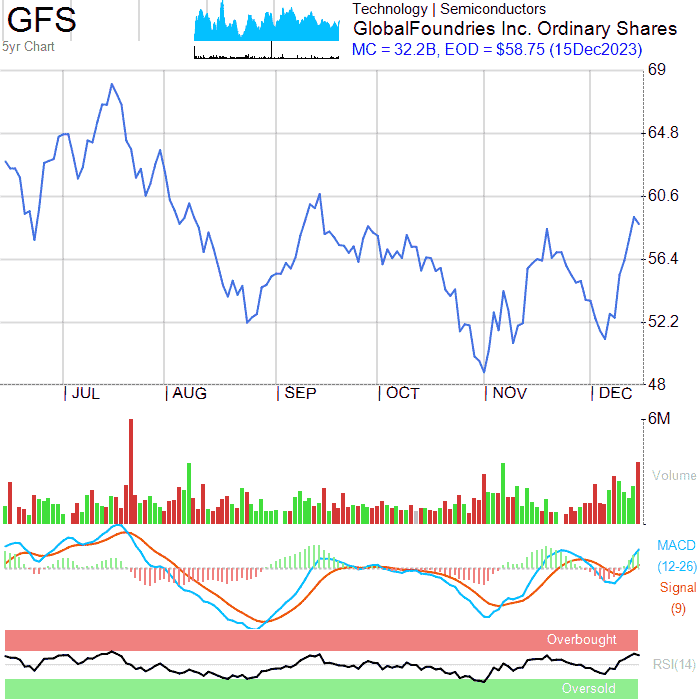 GFS
5yr Chart
Technology | Semiconductors
GlobalFoundries Inc. Ordinary Shares
MC = 32.2B, EOD = $58.75 (15Dec2023)
69
64.8
60.6
56.4
52.2
48
| JUL | AUG | SEP | OCT | NOV | DEC
6M
Volume
MACD
(12-26)
Signal
(9)
Overbought
RSI(14)
Oversold